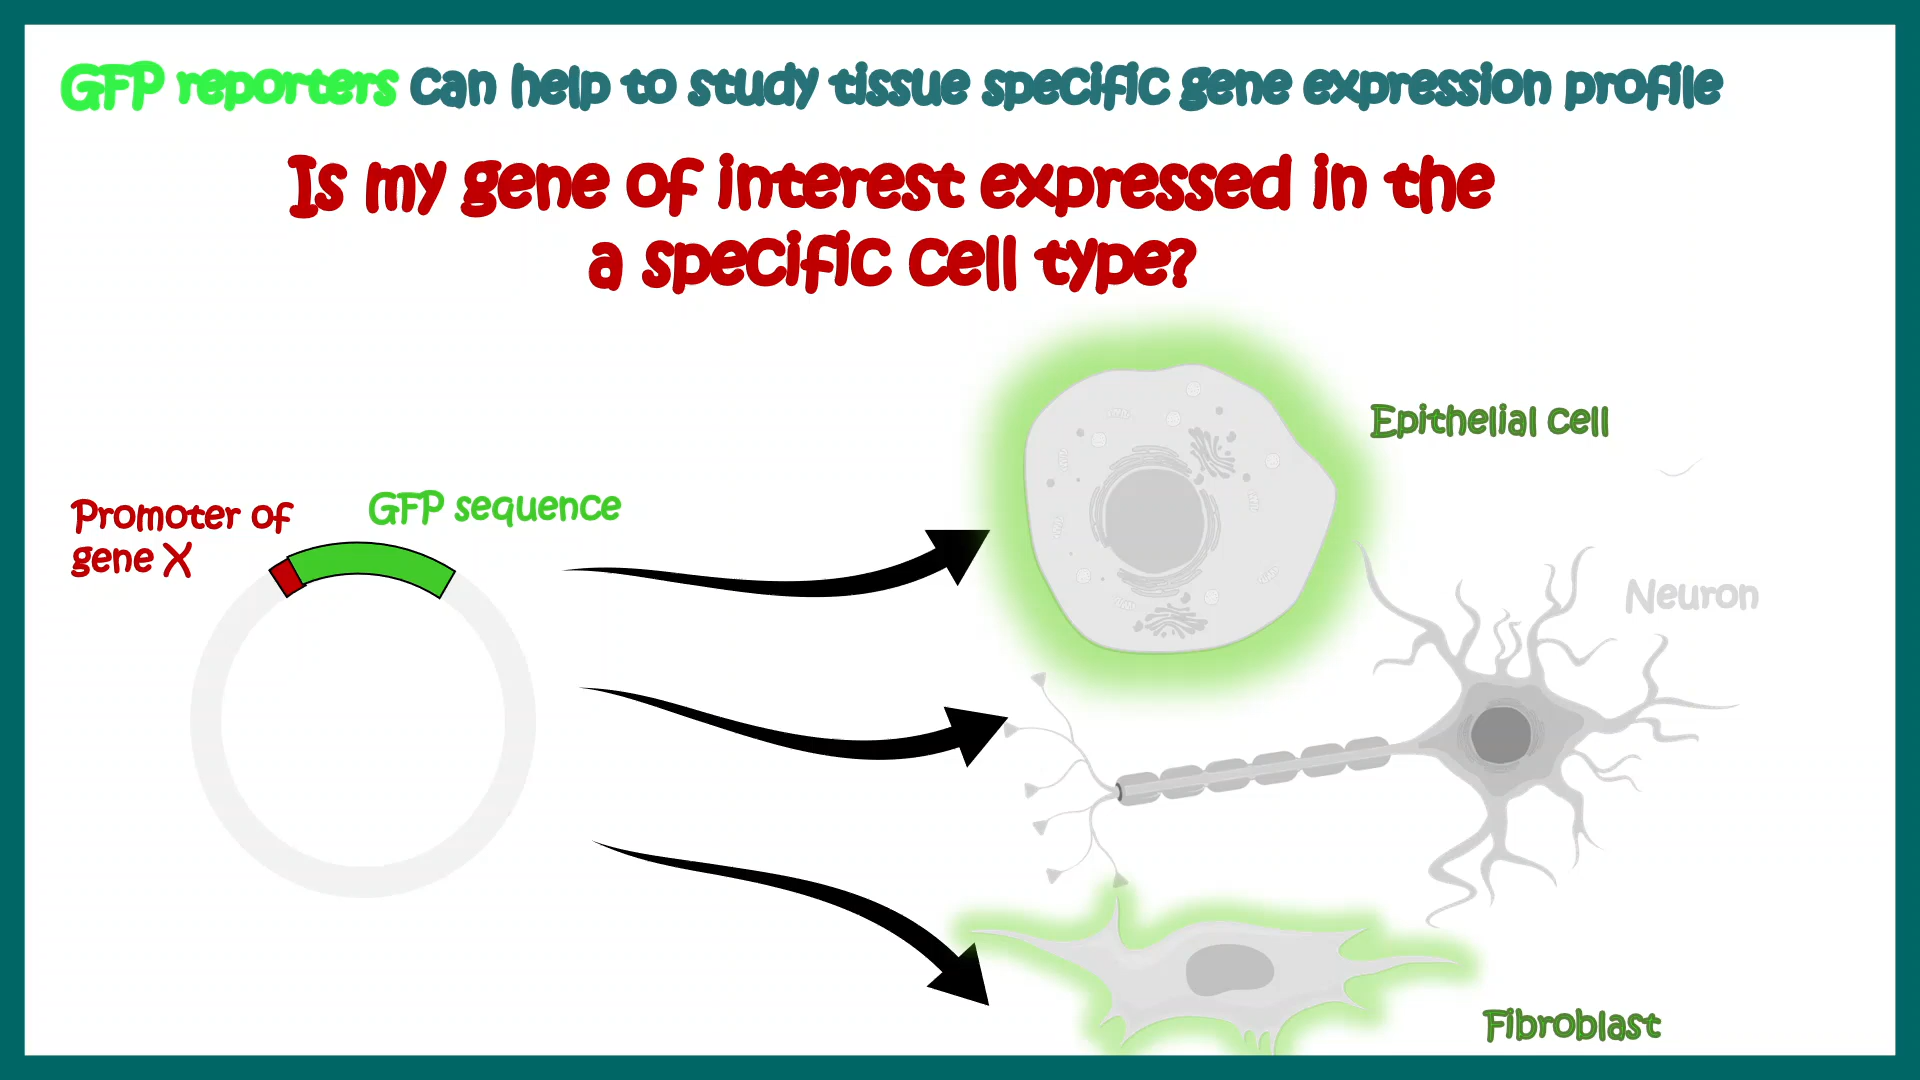 GFP reporters can help to study tissue specific gene expression profile
Is my gene of interest expressed in the
a specific cell type?
Epithelial cell
Promoter of
gene X
GFP sequence
Neuron
Fibroblast